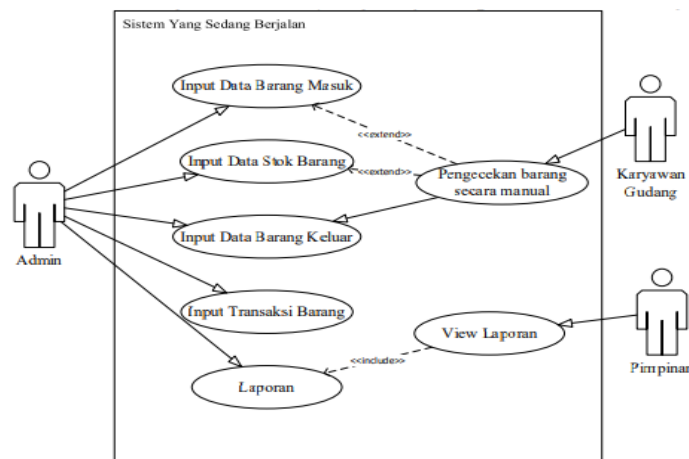 Sistem Yang Sedang Berjalan
Input Data Barang Masuk
<<extend>>
Input Data Stok Barang
<<extend>>
Pengecekan barang
secara manual
Karyawan
Gudang
Input Data Barang Keluar
Admin
Input Transaksi Barang
View Laporan
<<include>>
Laporan
Pimpinan